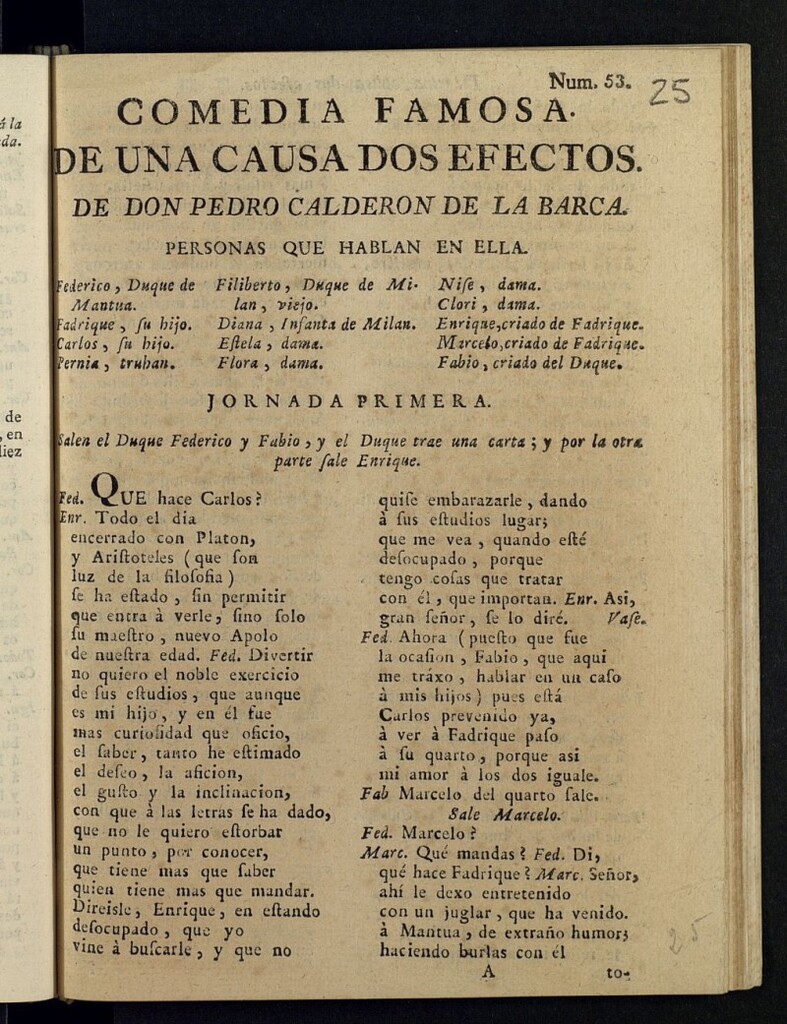 á la
da.
de
, en
liez
Num. 53.
25
COMEDIA FAMOSA.
DE UNA CAUSA DOS EFECTOS.
DE DON PEDRO CALDERON DE LA BARCA.
PERSONAS QUE HABLAN EN ELLA.
Federico, Duque de Mantua.
Fadrique, ſu hijo.
Carlos, ſu hijo.
Pernia, truhan.
Filiberto, Duque de Milan, viejo.
Diana, Infanta de Milan.
Eſtela, dama.
Flora, dama.
Niſe, dama.
Clori, dama.
Enrique, criado de Fadrique.
Marcelo, criado de Fadrique.
Fabio, criado del Duque.
JORNADA PRIMERA.
Salen el Duque Federico y Fabio, y el Duque trae una carta; y por la otra
parte ſale Enrique.
Fed. QUE hace Carlos?
Enr. Todo el dia
encerrado con Platon,
y Ariſtoteles (que ſon
luz de la filoſofia)
ſe ha eſtado, ſin permitir
que entra à verle, ſino ſolo
ſu maeſtro, nuevo Apolo
de nueſtra edad. Fed. Divertir
no quiero el noble exercicio
de ſus eſtudios, que aunque
es mi hijo, y en él fue
mas curioſidad que oficio,
el ſaber, tanto he eſtimado
el deſeo, la aficion,
el guſto y la inclinacion,
con que à las letras ſe ha dado,
que no le quiero eſtorbar
un punto, por conocer,
que tiene mas que ſaber
quien tiene mas que mandar.
Direisle, Enrique, en eſtando
deſocupado, que yo
vine à buſcarle, y que no
quiſe embarazarle, dando
à ſus eſtudios lugar;
que me vea, quando eſté
deſocupado, porque
tengo coſas que tratar
con él, que importan. Enr. Asi,
gran ſeñor, ſe lo diré. Vaſe.
Fed. Ahora (pueſto que fue
la ocaſion, Fabio, que aqui
me tráxo, hablar en un caſo
à mis hijos) pues eſtá
Carlos prevenido ya,
à ver à Fadrique paſo
à ſu quarto, porque asi
mi amor à los dos iguale.
Fab Marcelo del quarto ſale.
Sale Marcelo.
Fed. Marcelo?
Marc. Qué mandas? Fed. Di,
qué hace Fadrique? Marc. Señor,
ahí le dexo entretenido
con un juglar, que ha venido.
à Mantua, de extraño humor;
haciendo burlas con él
A to-
25